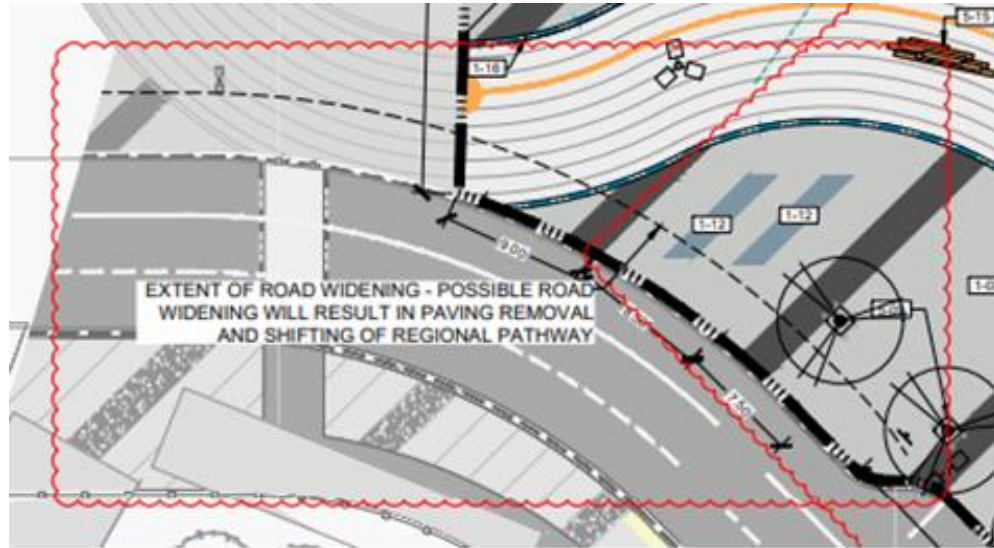 5-15
1-16
1-12
1-12
9.00
EXTENT OF ROAD WIDENING - POSSIBLE ROAD
WIDENING WILL RESULT IN PAVING REMOVAL
AND SHIFTING OF REGIONAL PATHWAY
7.50